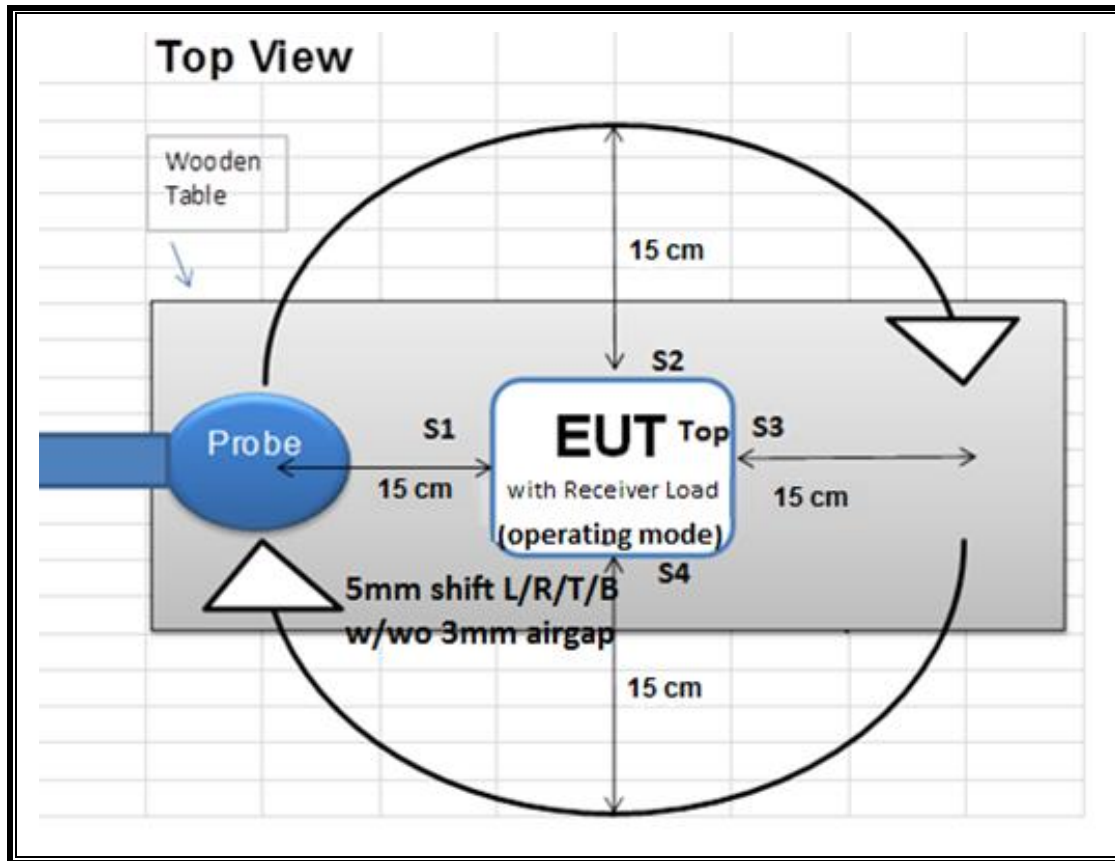 Top View
Wooden
Table
15 cm
S2
Probe
S1
EUT Top
S3
15 cm
with Receiver Load
15 cm
(operating mode)
S4
5mm shift L/R/T/B
w/wo 3mm airgap
15 cm